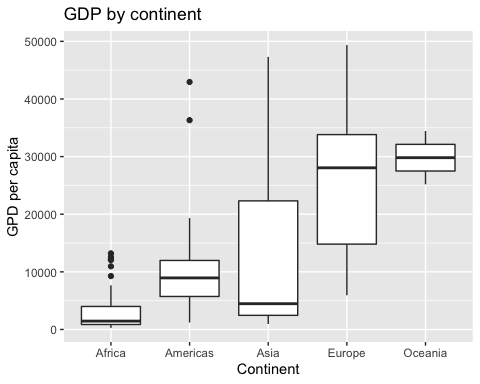 GDP by continent
50000
40000
30000
20000
10000
0
GPD per capita
Africa
Americas
Asia
Europe
Oceania
Continent